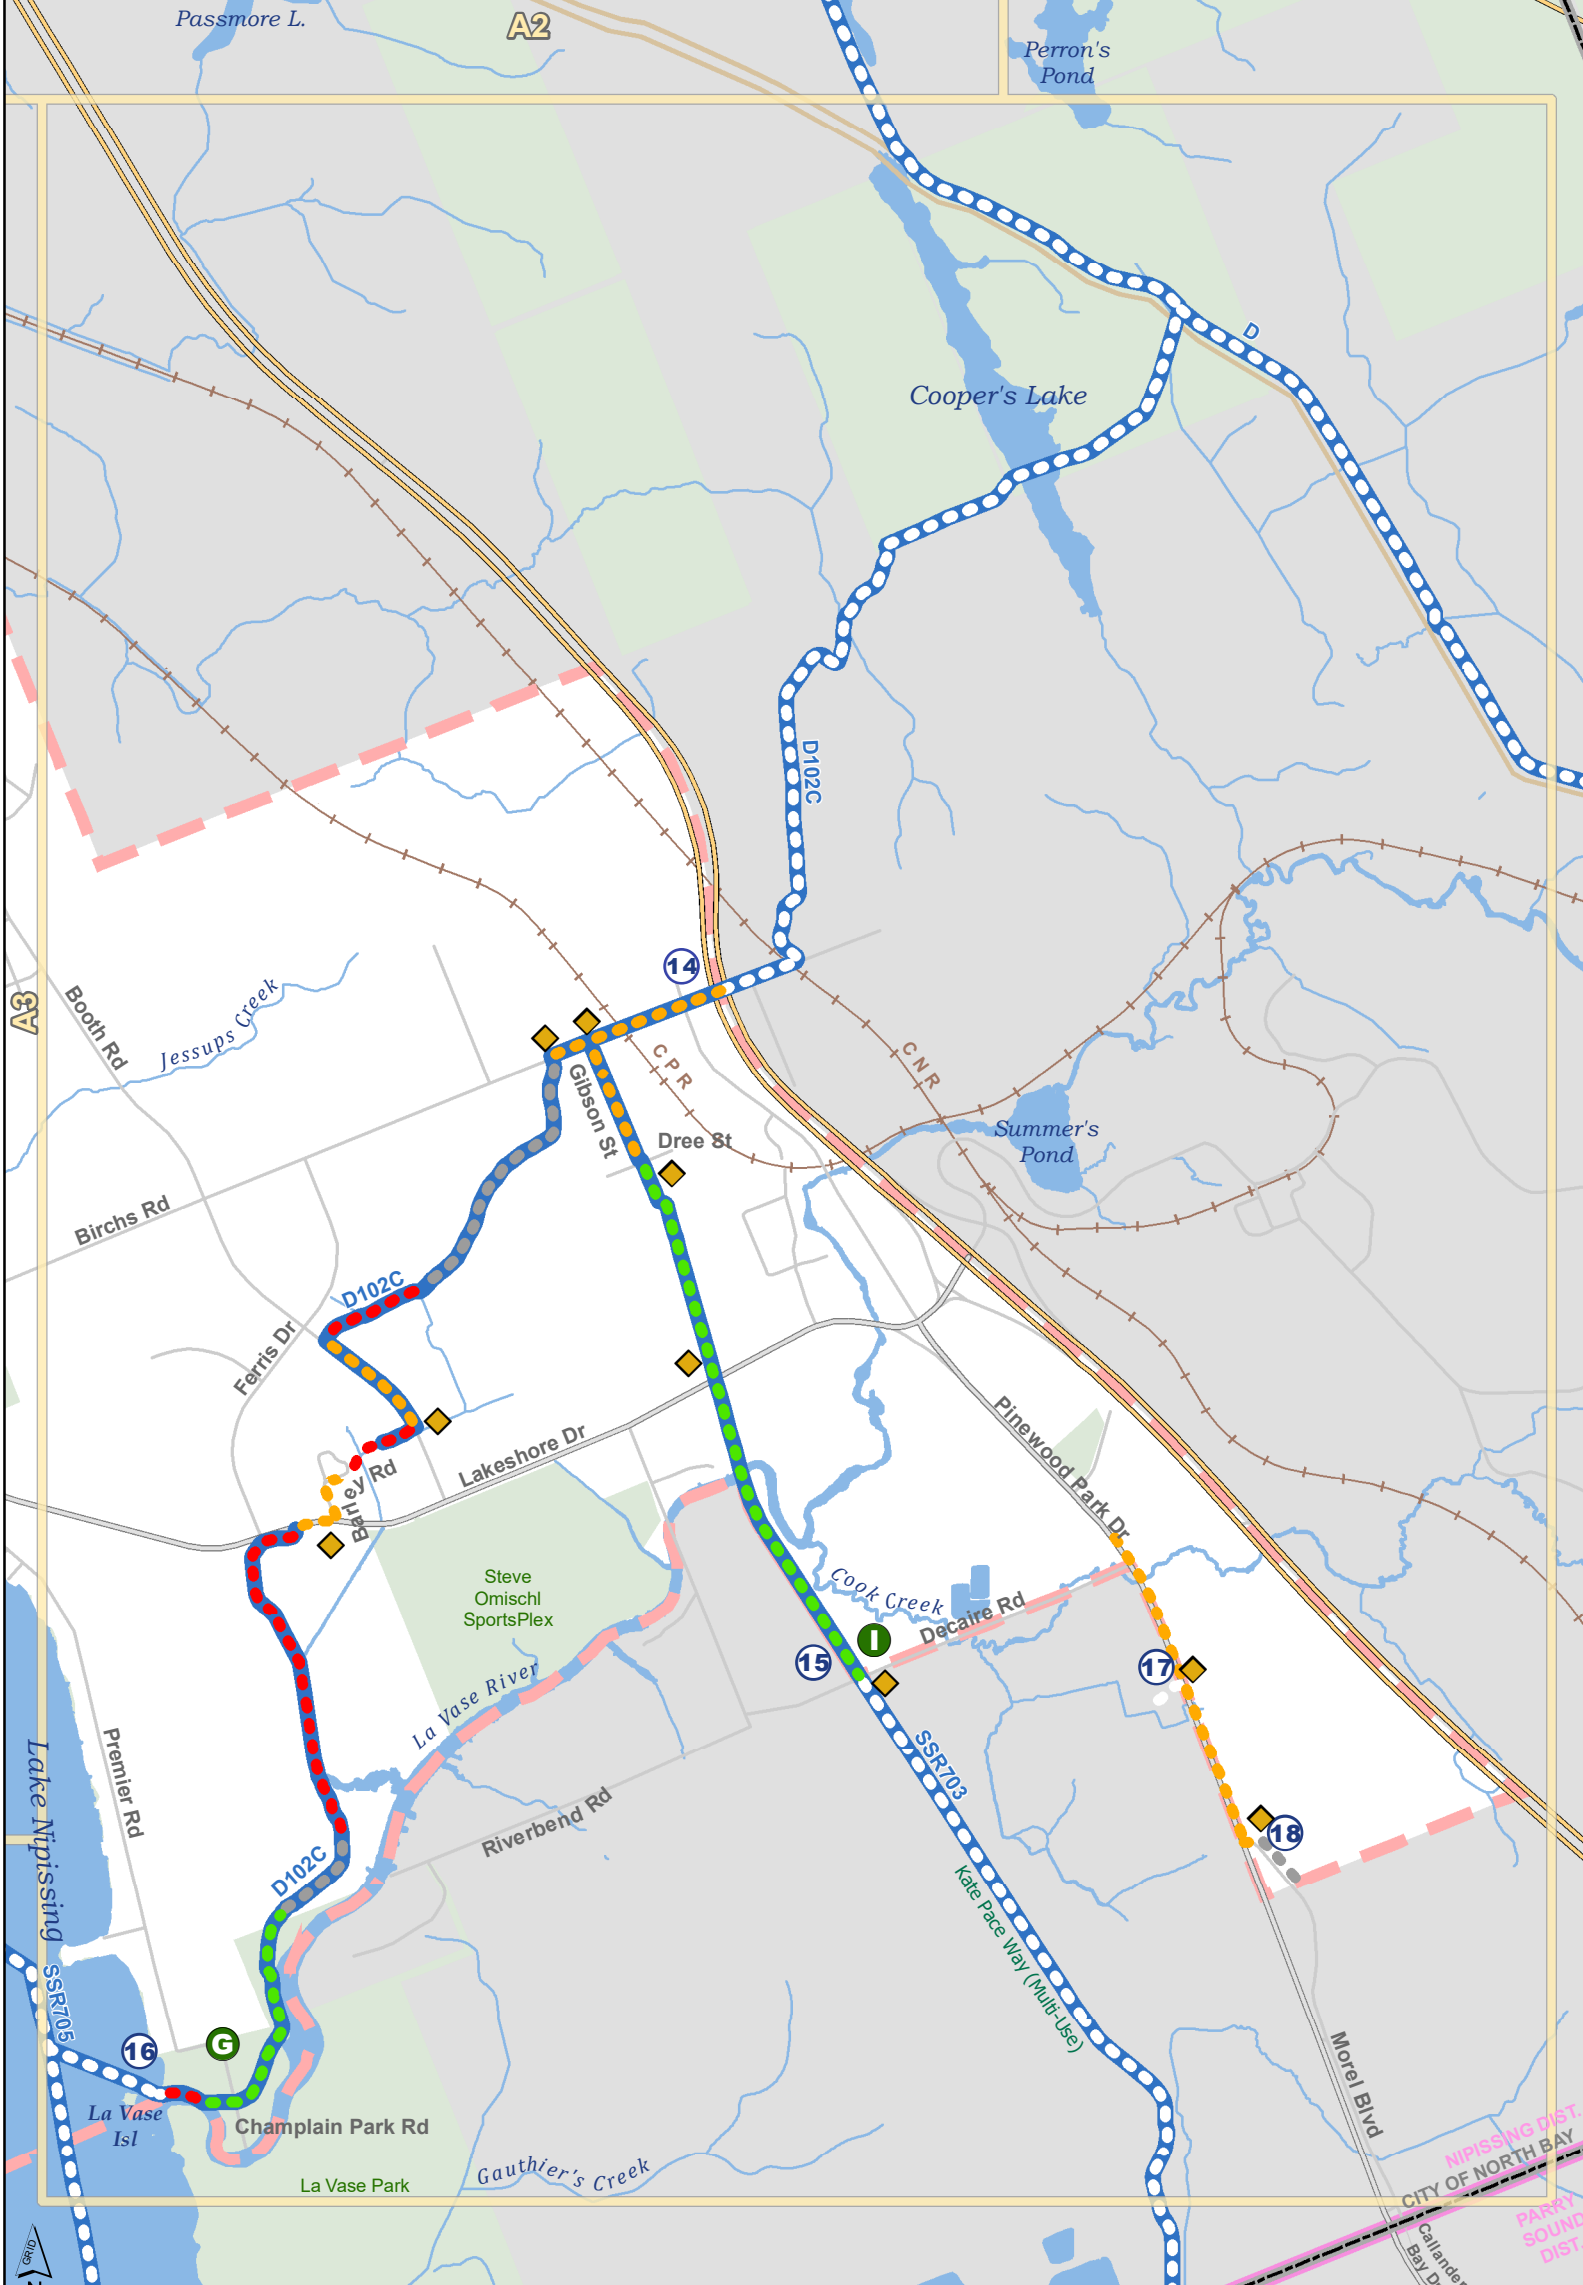 Passmore L.
A2
Perron's
Pond
D
Cooper's Lake
D102C
14
A3
Booth Rd
Jessups Creek
CPR
CNR
Gibson St
Dree St
Summer's
Pond
Birchs Rd
D102C
Ferris Dr
Lakeshore Dr
Pinewood Park Dr
Barley Rd
Steve
Omischl
SportsPlex
Cook Creek
Decaire Rd
I
15
17
La Vase River
Premier Rd
Lake Nipissing
SSR703
Riverbend Rd
18
D102C
Kate Pace Way (Multi-Use)
SSR705
16
G
La Vase
Isl
Champlain Park Rd
Morel Blvd
La Vase Park
Gauthier's Creek
NIPISSING DIST.
CITY OF NORTH BAY
PARRY
SOUND
DIST.
Callander
Bay D
GRID